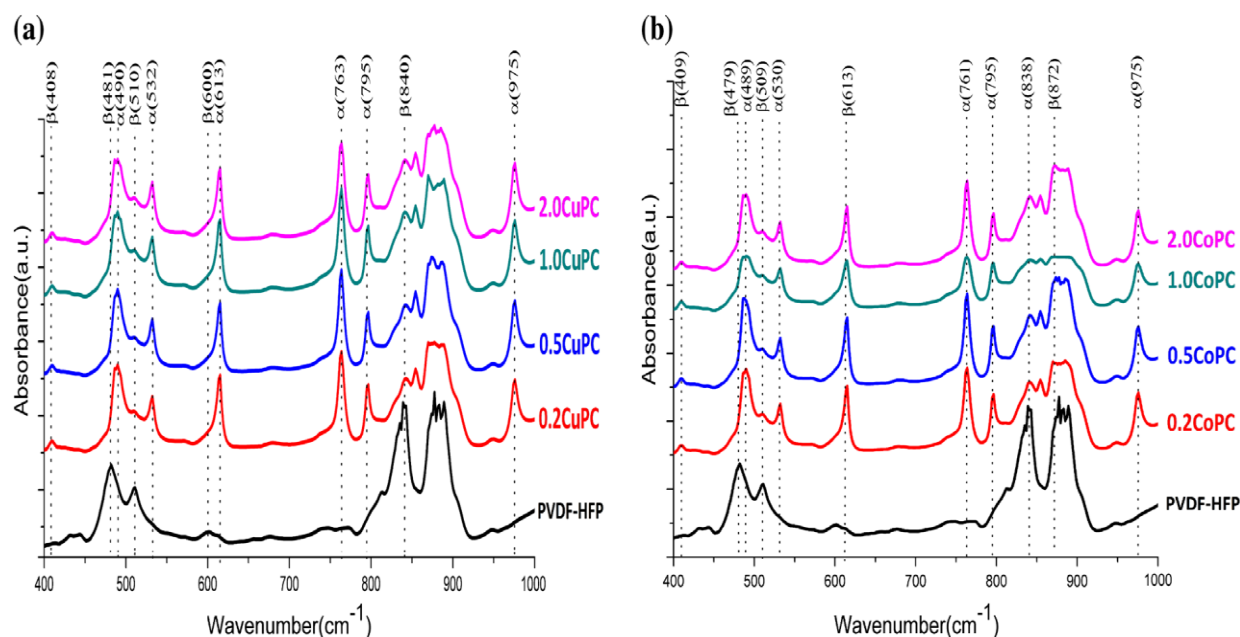 (a)
β(408)
β(481)
α(490)
β(510)
α(532)
β(600)
α(613)
α(763)
α(795)
β(840)
α(975)
2.0CuPC
1.0CuPC
0.5CuPC
0.2CuPC
PVDF-HFP
Absorbance(a.u.)
400 500 600 700 800 900 1000
Wavenumber(cm⁻¹)
(b)
β(409)
β(479)
α(489)
β(509)
α(530)
β(613)
α(761)
α(795)
α(838)
β(872)
α(975)
2.0CoPC
1.0CoPC
0.5CoPC
0.2CoPC
PVDF-HFP
Absorbance(a.u.)
400 500 600 700 800 900 1000
Wavenumber(cm⁻¹)